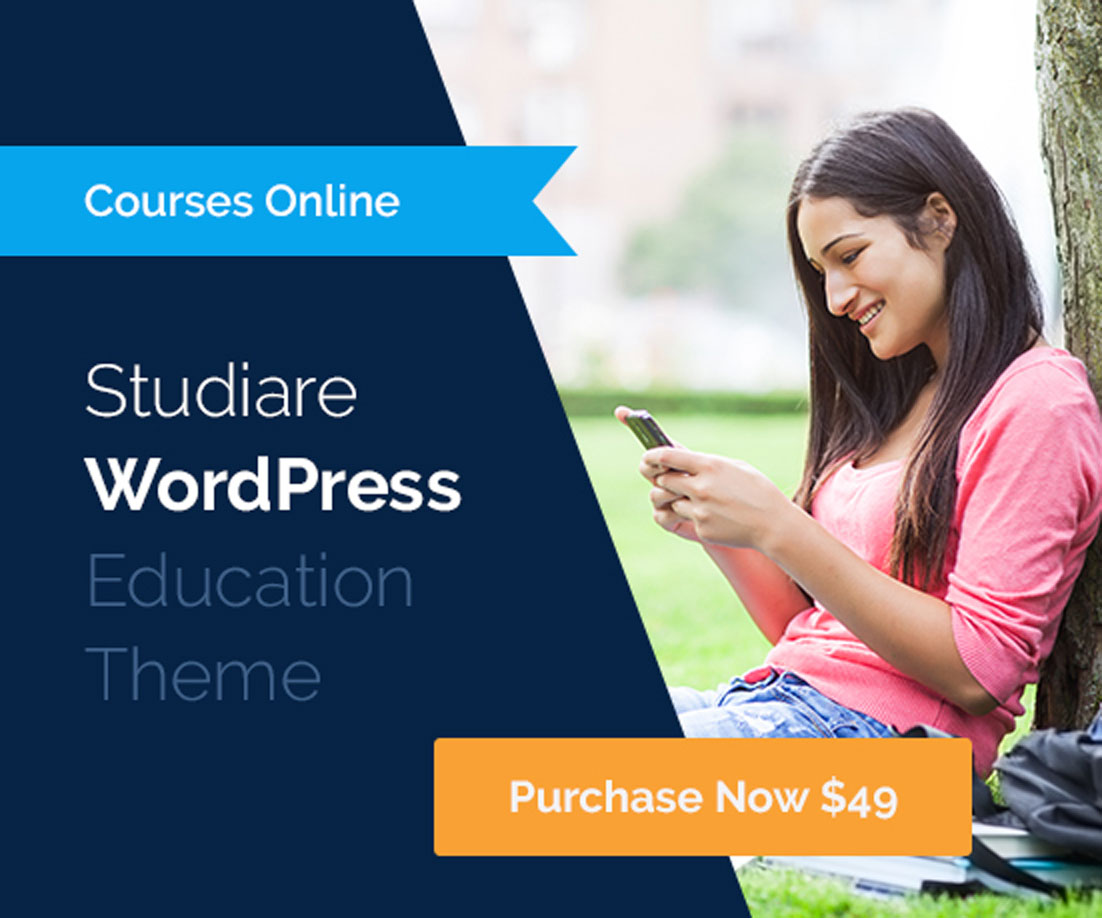 Courses Online
Studiare
WordPress
Education
Theme
Purchase Now $49